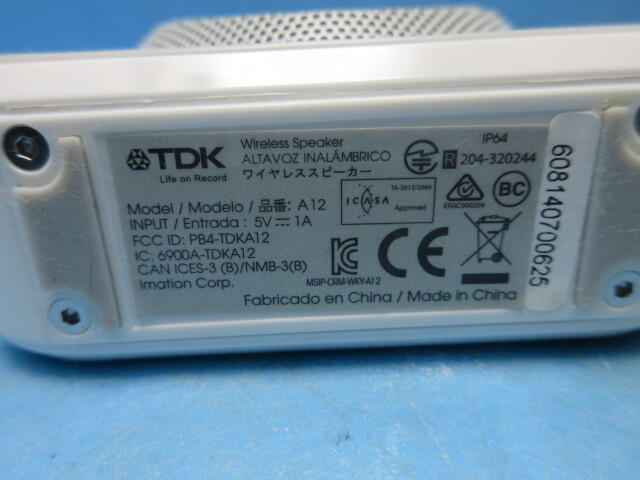 TDK
Life on Record
Wireless Speaker
ALTAVOZ INALÁMBRICO
ワイヤレススピーカー
IP64
R 204-320244
Model / Modelo / 品番: A12
INPUT / Entrada : 5V 1A
FCC ID: PB4-TDKA12
IC: 6900A-TDKA12
CAN ICES-3 (B)/NMB-3(B)
Imation Corp.
TA-2013/2066
ICASA
Approved
ERAC000204
BC
MSIP-CRM-WKY-A12
CE
Fabricado en China / Made in China
608140700625